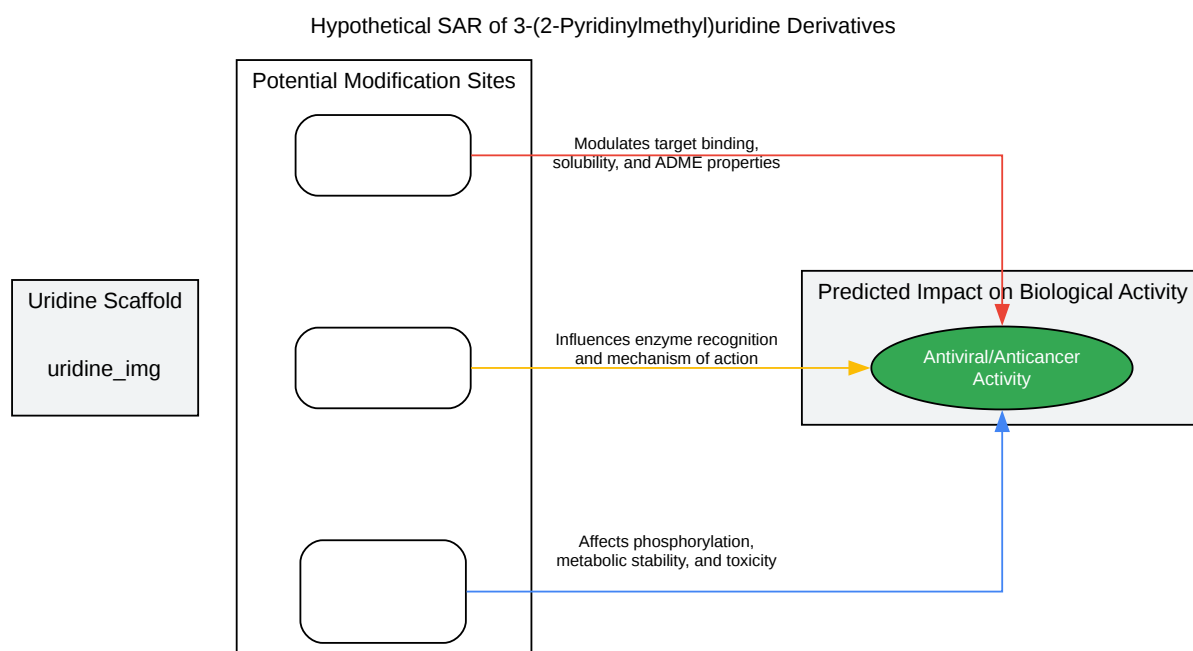 Hypothetical SAR of 3-(2-Pyridinylmethyl)uridine Derivatives
Potential Modification Sites
Modulates target binding,
solubility, and ADME properties
Uridine Scaffold
uridine_img
Influences enzyme recognition
and mechanism of action
Predicted Impact on Biological Activity
Antiviral/Anticancer
Activity
Affects phosphorylation,
metabolic stability, and toxicity